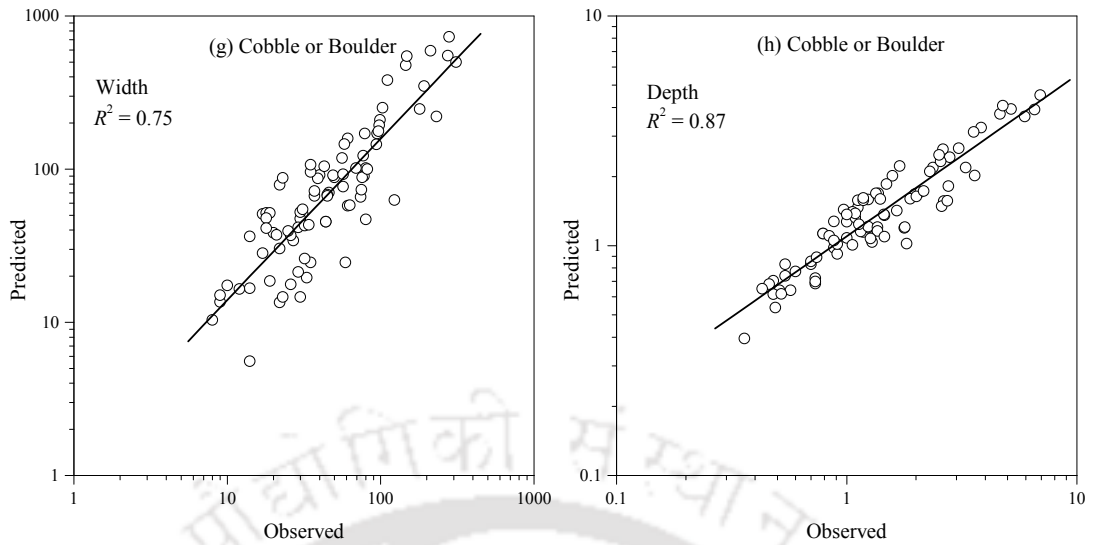 (g) Cobble or Boulder
Width
R² = 0.75
1000
100
10
1
Predicted
1
10
100
1000
Observed
(h) Cobble or Boulder
Depth
R² = 0.87
10
1
0.1
Predicted
0.1
1
10
Observed